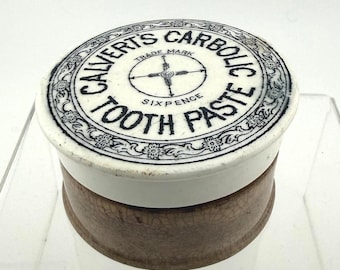 CALVERT'S CARBOLIC
TRADE MARK
SIXPENCE
TOOTH PASTE